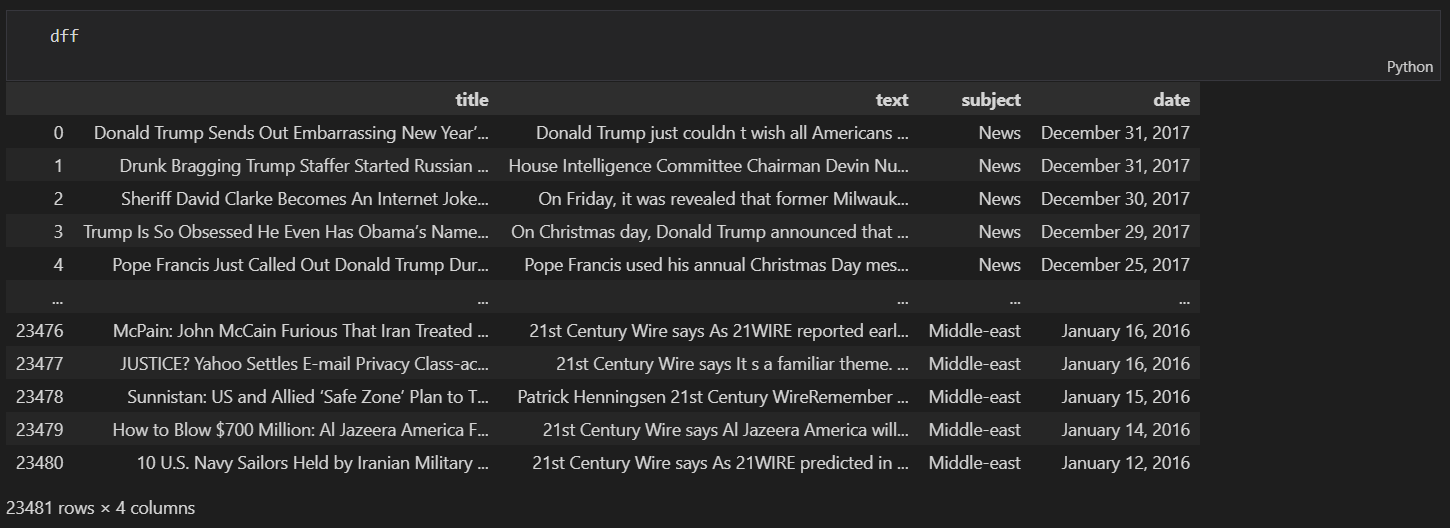 dff
Python
title text subject date
0 Donald Trump Sends Out Embarrassing New Year’... Donald Trump just couldn t wish all Americans ... News December 31, 2017
1 Drunk Bragging Trump Staffer Started Russian ... House Intelligence Committee Chairman Devin Nu... News December 31, 2017
2 Sheriff David Clarke Becomes An Internet Joke... On Friday, it was revealed that former Milwauk... News December 30, 2017
3 Trump Is So Obsessed He Even Has Obama’s Name... On Christmas day, Donald Trump announced that ... News December 29, 2017
4 Pope Francis Just Called Out Donald Trump Dur... Pope Francis used his annual Christmas Day mes... News December 25, 2017
... ... ... ... ...
23476 McPain: John McCain Furious That Iran Treated ... 21st Century Wire says As 21WIRE reported earl... Middle-east January 16, 2016
23477 JUSTICE? Yahoo Settles E-mail Privacy Class-ac... 21st Century Wire says It s a familiar theme. ... Middle-east January 16, 2016
23478 Sunnistan: US and Allied ‘Safe Zone’ Plan to T... Patrick Henningsen 21st Century WireRemember ... Middle-east January 15, 2016
23479 How to Blow $700 Million: Al Jazeera America F... 21st Century Wire says Al Jazeera America will... Middle-east January 14, 2016
23480 10 U.S. Navy Sailors Held by Iranian Military ... 21st Century Wire says As 21WIRE predicted in ... Middle-east January 12, 2016
23481 rows × 4 columns